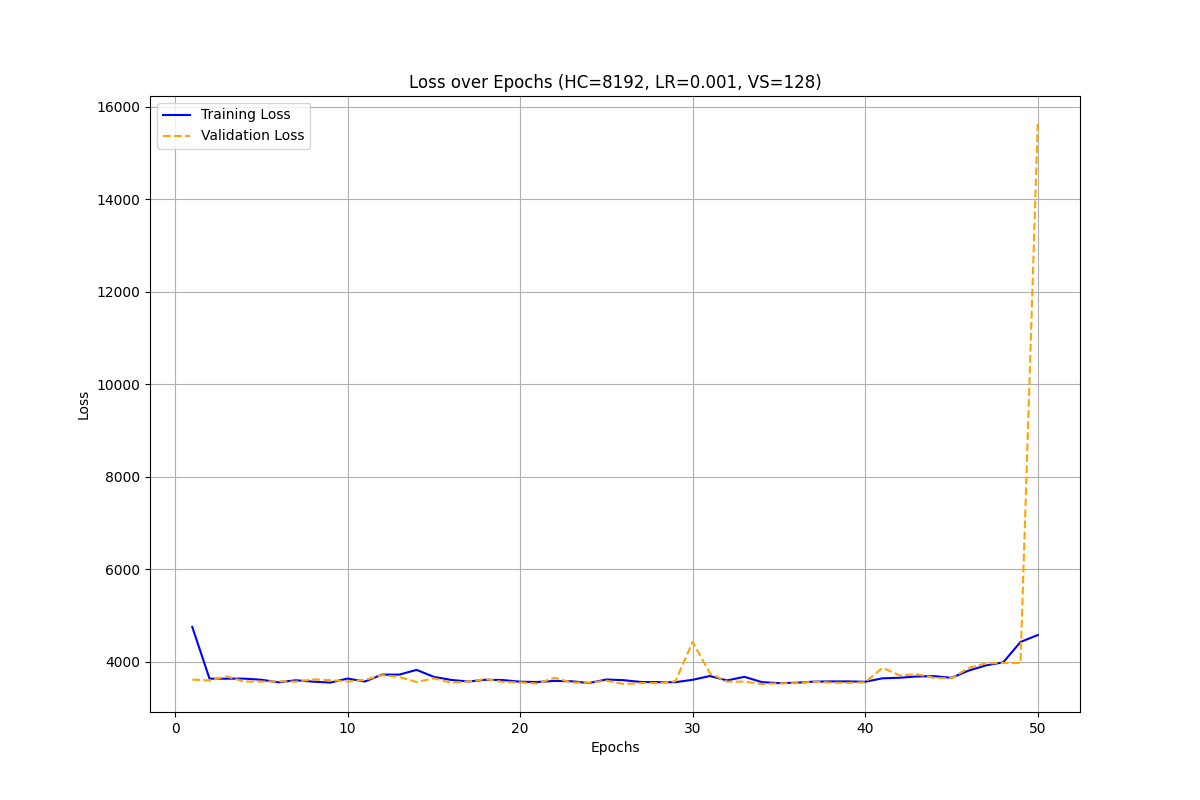 Loss over Epochs (HC=8192, LR=0.001, VS=128)
Training Loss
Validation Loss
16000
14000
12000
10000
8000
6000
4000
Loss
0 10 20 30 40 50
Epochs